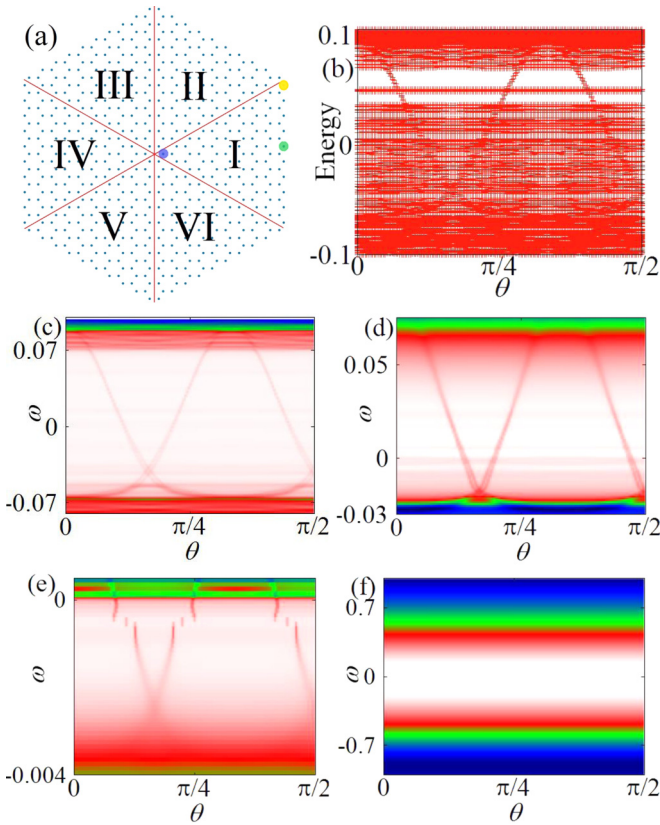 (a)
III II
IV I
V VI
(b)
0.1
Energy
0
-0.1
0 π/4 π/2
θ
(c)
0.07
ω
0
-0.07
0 π/4 π/2
θ
(d)
0.05
ω
0
-0.03
0 π/4 π/2
θ
(e)
0
ω
-0.004
0 π/4 π/2
θ
(f)
0.7
ω
0
-0.7
0 π/4 π/2
θ